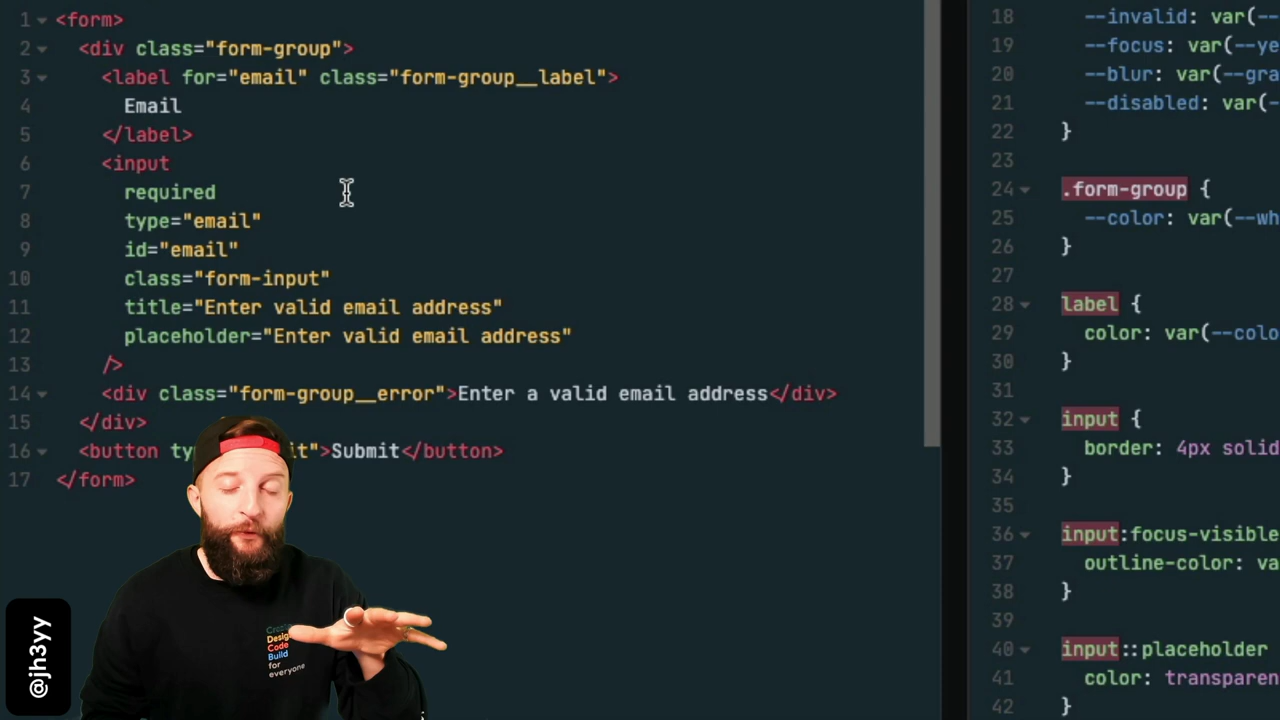 1 <form>
2 <div class="form-group">
3 <label for="email" class="form-group__label">
4 Email
5 </label>
6 <input
7 required
8 type="email"
9 id="email"
10 class="form-input"
11 title="Enter valid email address"
12 placeholder="Enter valid email address"
13 />
14 <div class="form-group__error">Enter a valid email address</div>
15 </div>
16 <button ty it">Submit</button>
17 </form>
@jh3yy
Design
Code
Build
for
everyone
18 --invalid: var(--
19 --focus: var(--ye
20 --blur: var(--gra
21 --disabled: var(-
22 }
23
24 .form-group {
25 --color: var(--wh
26 }
27
28 label {
29 color: var(--colo
30 }
31
32 input {
33 border: 4px solid
34 }
35
36 input:focus-visible
37 outline-color: va
38 }
39
40 input::placeholder
41 color: transparen
42 }